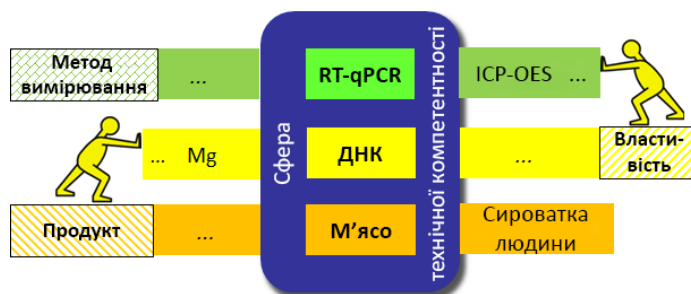 Метод
вимірювання
...
RT-qPCR
ICP-OES ...
... Mg
ДНК
...
Власти-
вість
Продукт
...
М’ясо
Сироватка
людини
Сфера
технічної компетентності